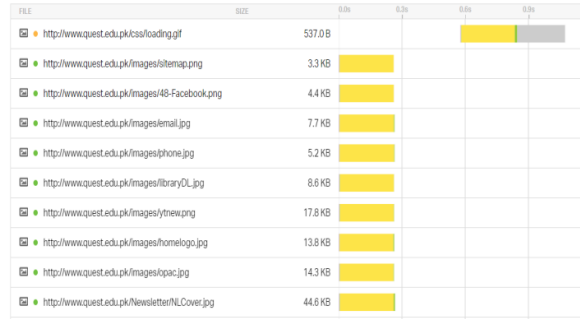 FILE SIZE 0.0s 0.3s 0.6s 0.9s
http://www.quest.edu.pk/css/loading.gif 537.0 B
http://www.quest.edu.pk/images/sitemap.png 3.3 KB
http://www.quest.edu.pk/images/48-Facebook.png 4.4 KB
http://www.quest.edu.pk/images/email.jpg 7.7 KB
http://www.quest.edu.pk/images/phone.jpg 5.2 KB
http://www.quest.edu.pk/images/libraryDL.jpg 8.6 KB
http://www.quest.edu.pk/images/ytnew.png 17.8 KB
http://www.quest.edu.pk/images/homelogo.jpg 13.8 KB
http://www.quest.edu.pk/images/opac.jpg 14.3 KB
http://www.quest.edu.pk/Newsletter/NLCover.jpg 44.6 KB